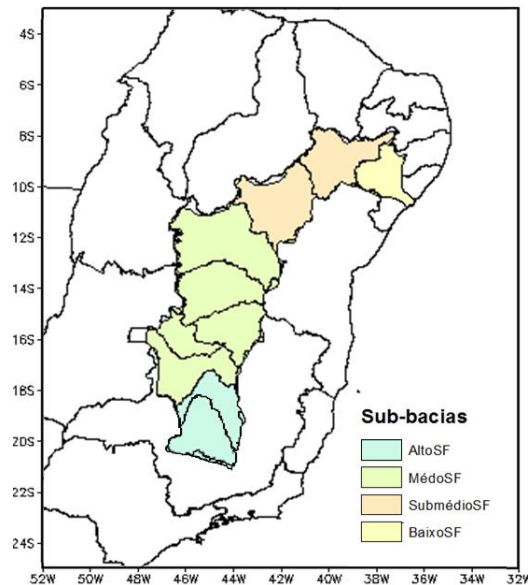 4S
6S
8S
10S
12S
14S
16S
18S
20S
22S
24S
Sub-bacias
AltoSF
MédoSF
SubmédioSF
BaixoSF
52W 50W 48W 46W 44W 42W 40W 38W 36W 34W 32W